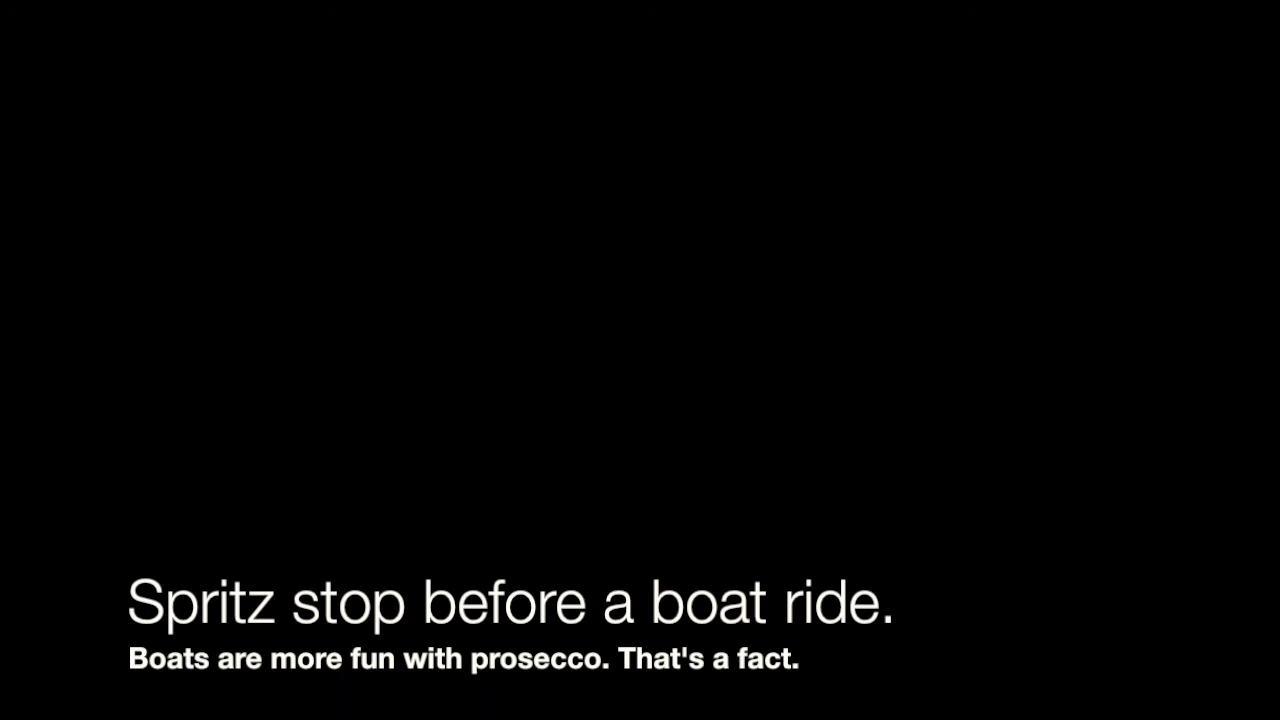 Spritz stop before a boat ride.
Boats are more fun with prosecco. That's a fact.